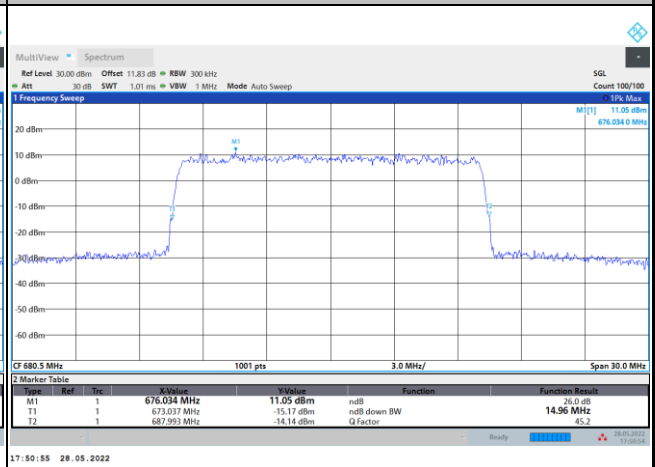 MultiView Spectrum
Ref Level 30.00 dBm Offset 11.83 dB RBW 300 kHz SGL
Att 30 dB SWT 1.01 ms VBW 1 MHz Mode Auto Sweep Count 100/100
1 Frequency Sweep 1Pk Max
M1[1] 11.05 dBm
676.034 0 MHz
20 dBm
M1
10 dBm
0 dBm
-10 dBm
T1 T2
-20 dBm
-30 dBm
-40 dBm
-50 dBm
-60 dBm
CF 680.5 MHz 1001 pts 3.0 MHz/ Span 30.0 MHz
2 Marker Table
Type Ref Trc X-Value Y-Value Function Function Result
M1 1 676.034 MHz 11.05 dBm ndB 26.0 dB
T1 1 673.037 MHz -15.17 dBm ndB down BW 14.96 MHz
T2 1 687.993 MHz -14.14 dBm Q Factor 45.2
Ready 28.05.2022
17:50:54
17:50:55 28.05.2022